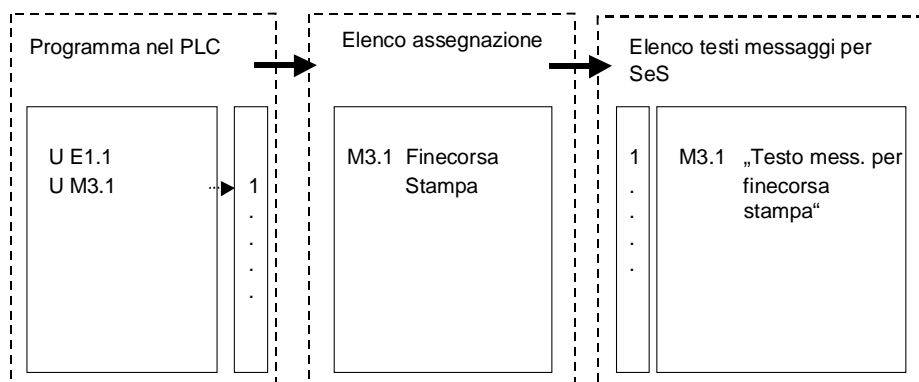 Programma nel PLC
U E1.1
U M3.1
1
.
.
.
.
Elenco assegnazione
M3.1 Finecorsa
Stampa
Elenco testi messaggi per
SeS
1
.
.
.
.
M3.1 „Testo mess. per
finecorsa
stampa“